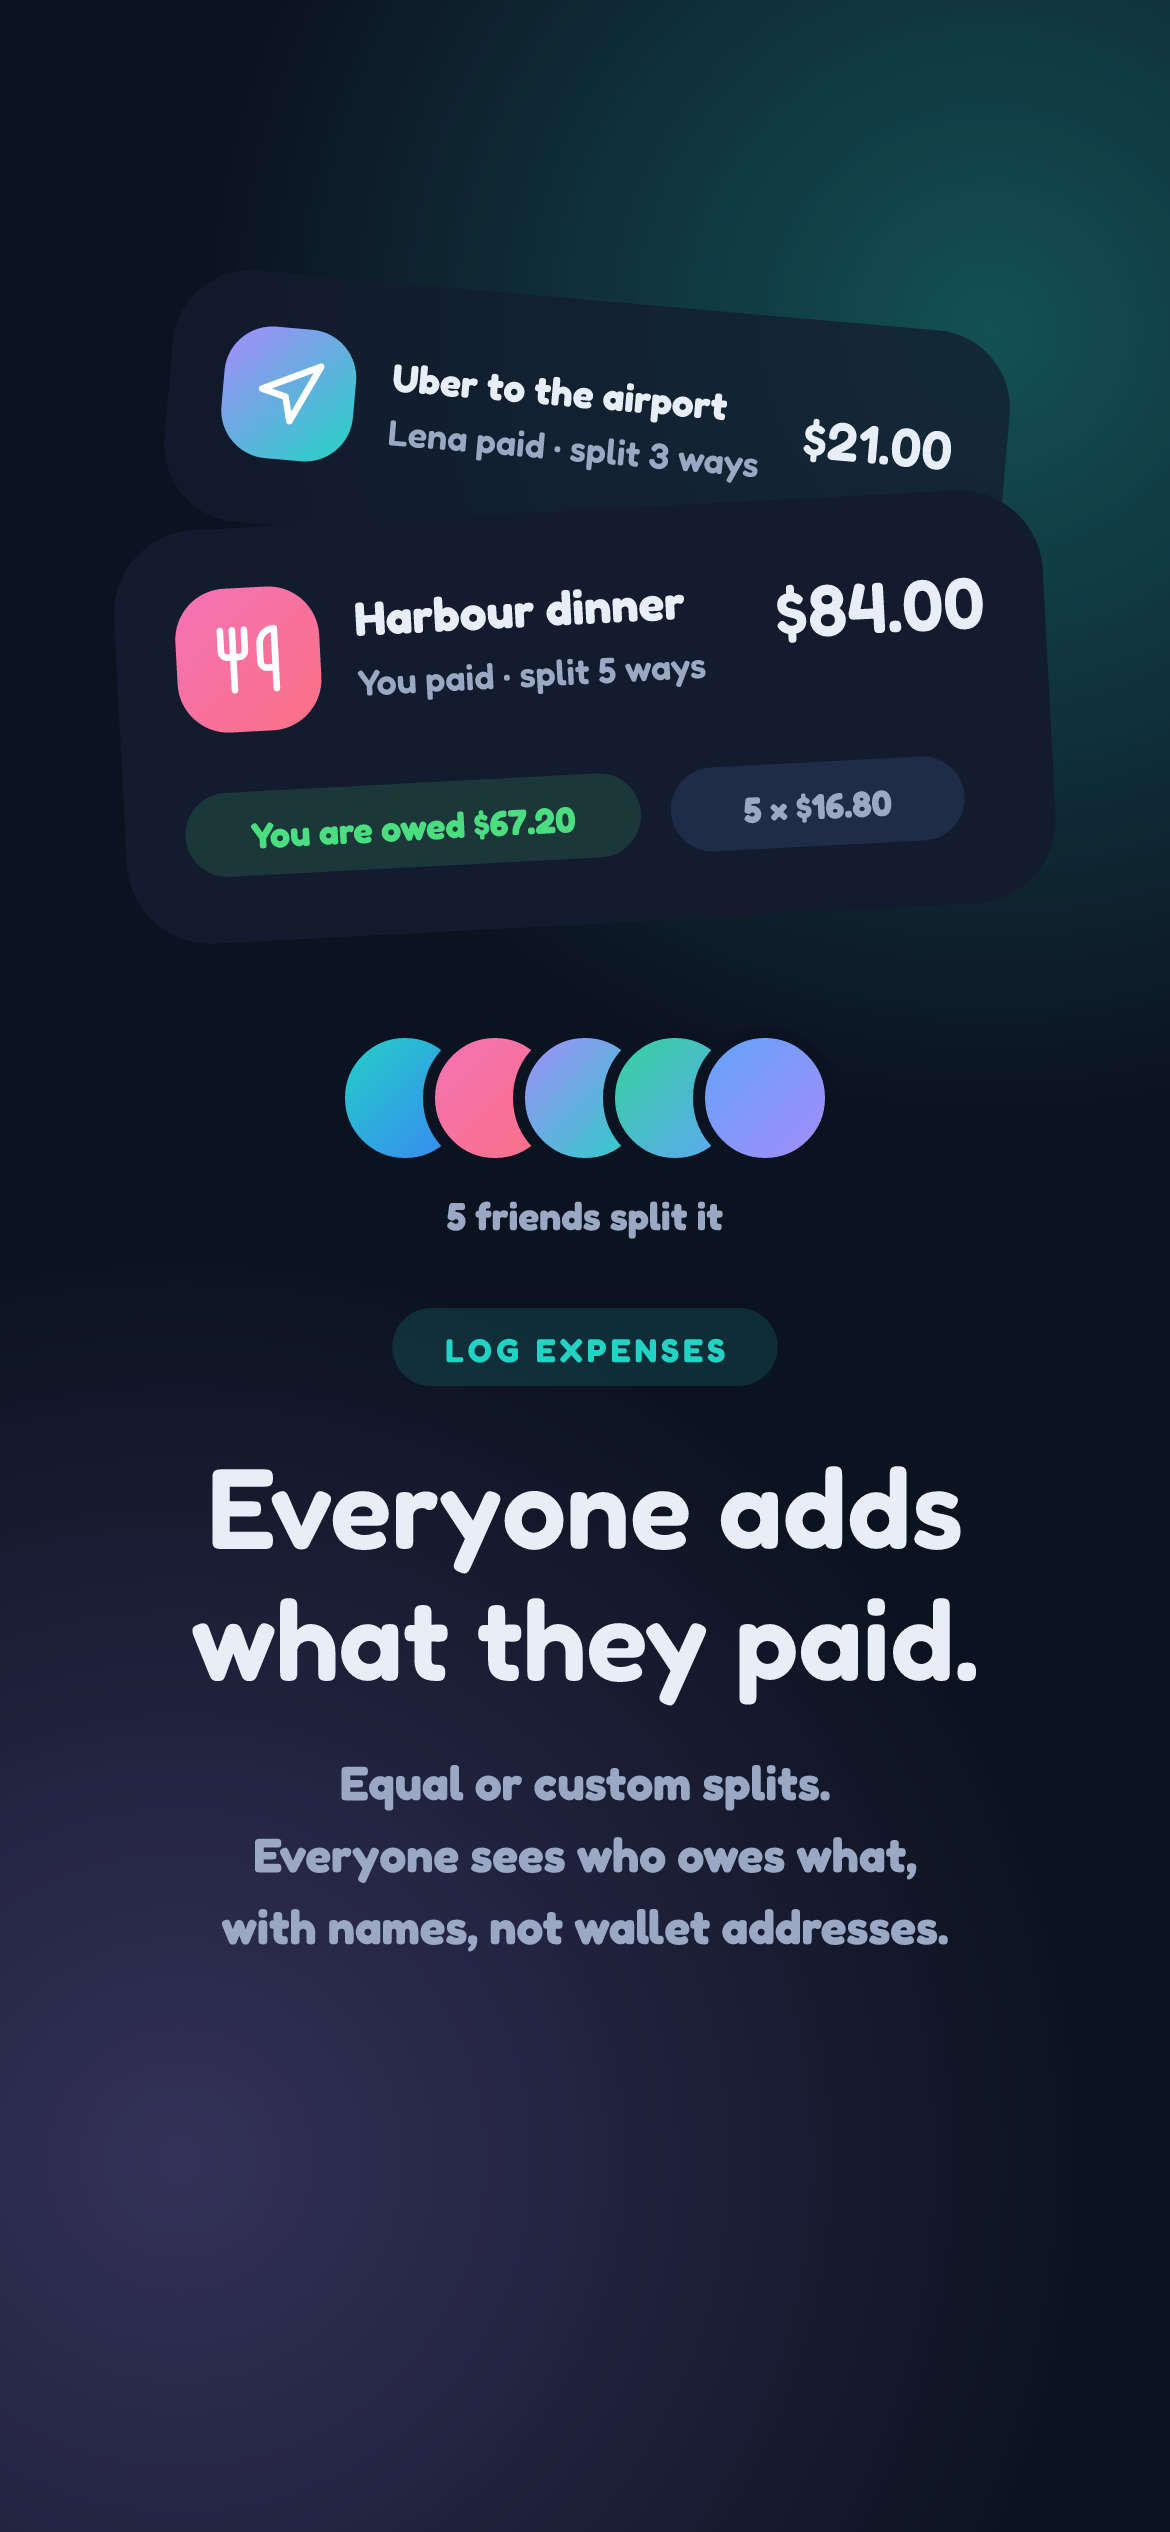 Uber to the airport
Lena paid · split 3 ways
$21.00
Harbour dinner
$84.00
You paid · split 5 ways
You are owed $67.20
5 x $16.80
5 friends split it
LOG EXPENSES
Everyone adds
what they paid.
Equal or custom splits.
Everyone sees who owes what,
with names, not wallet addresses.